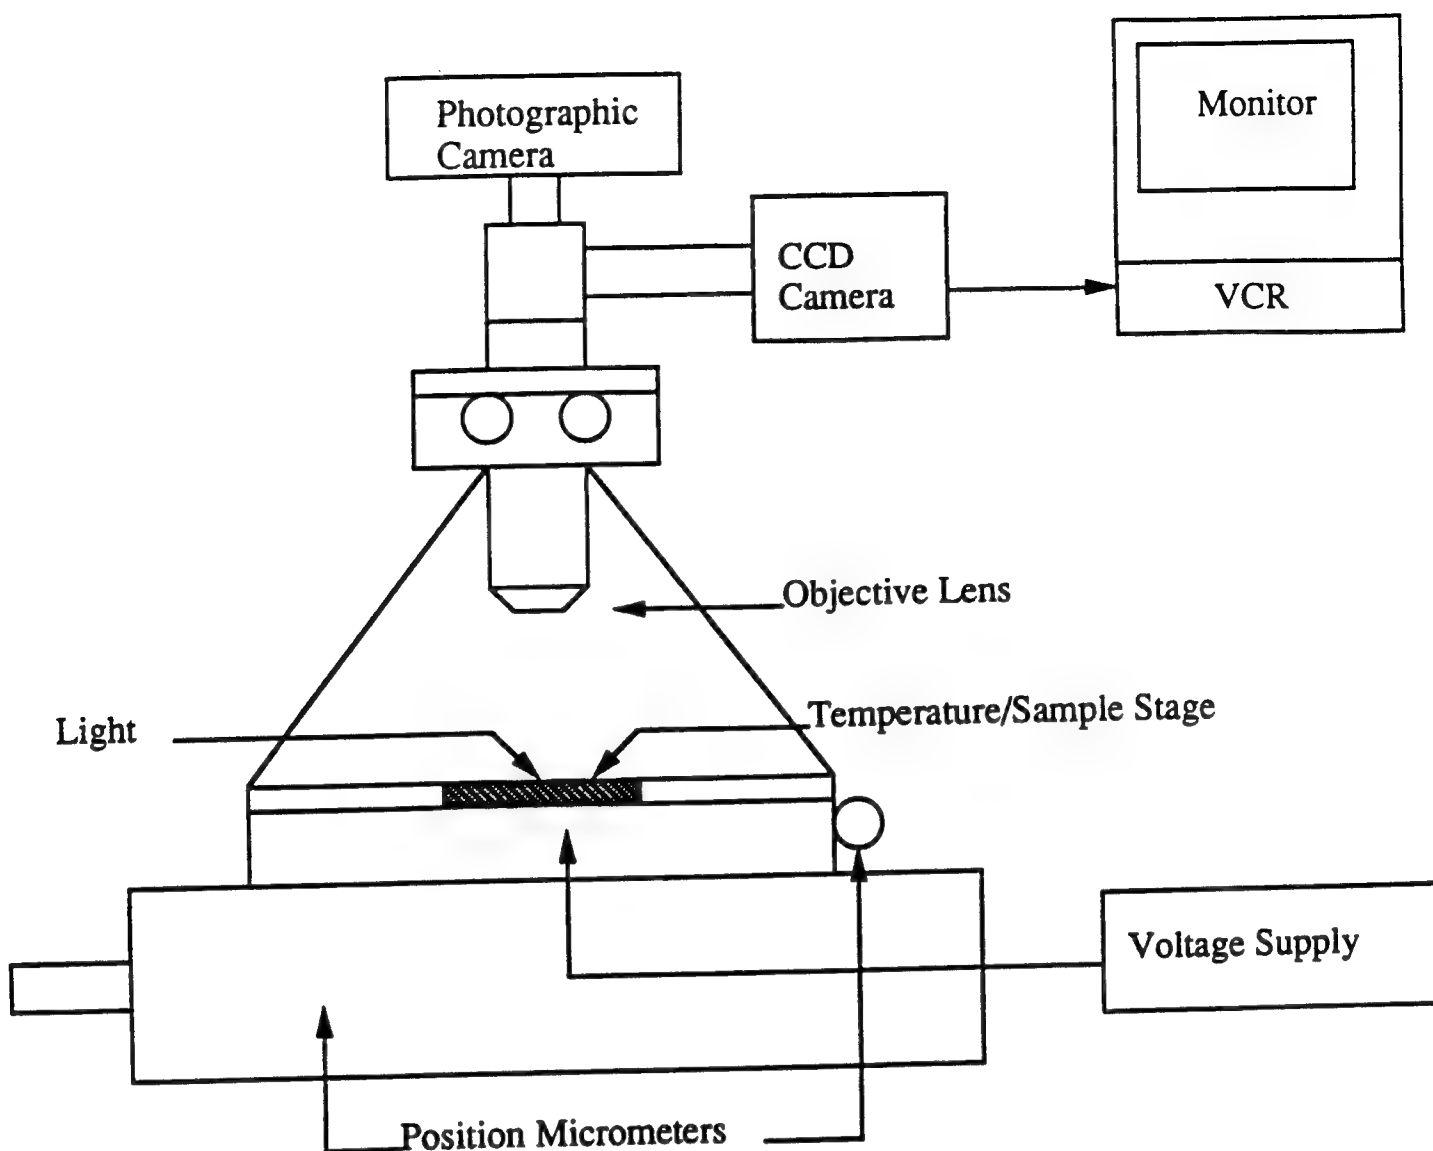 Photographic
Camera
Monitor
CCD
Camera
VCR
Objective Lens
Temperature/Sample Stage
Light
Voltage Supply
Position Micrometers